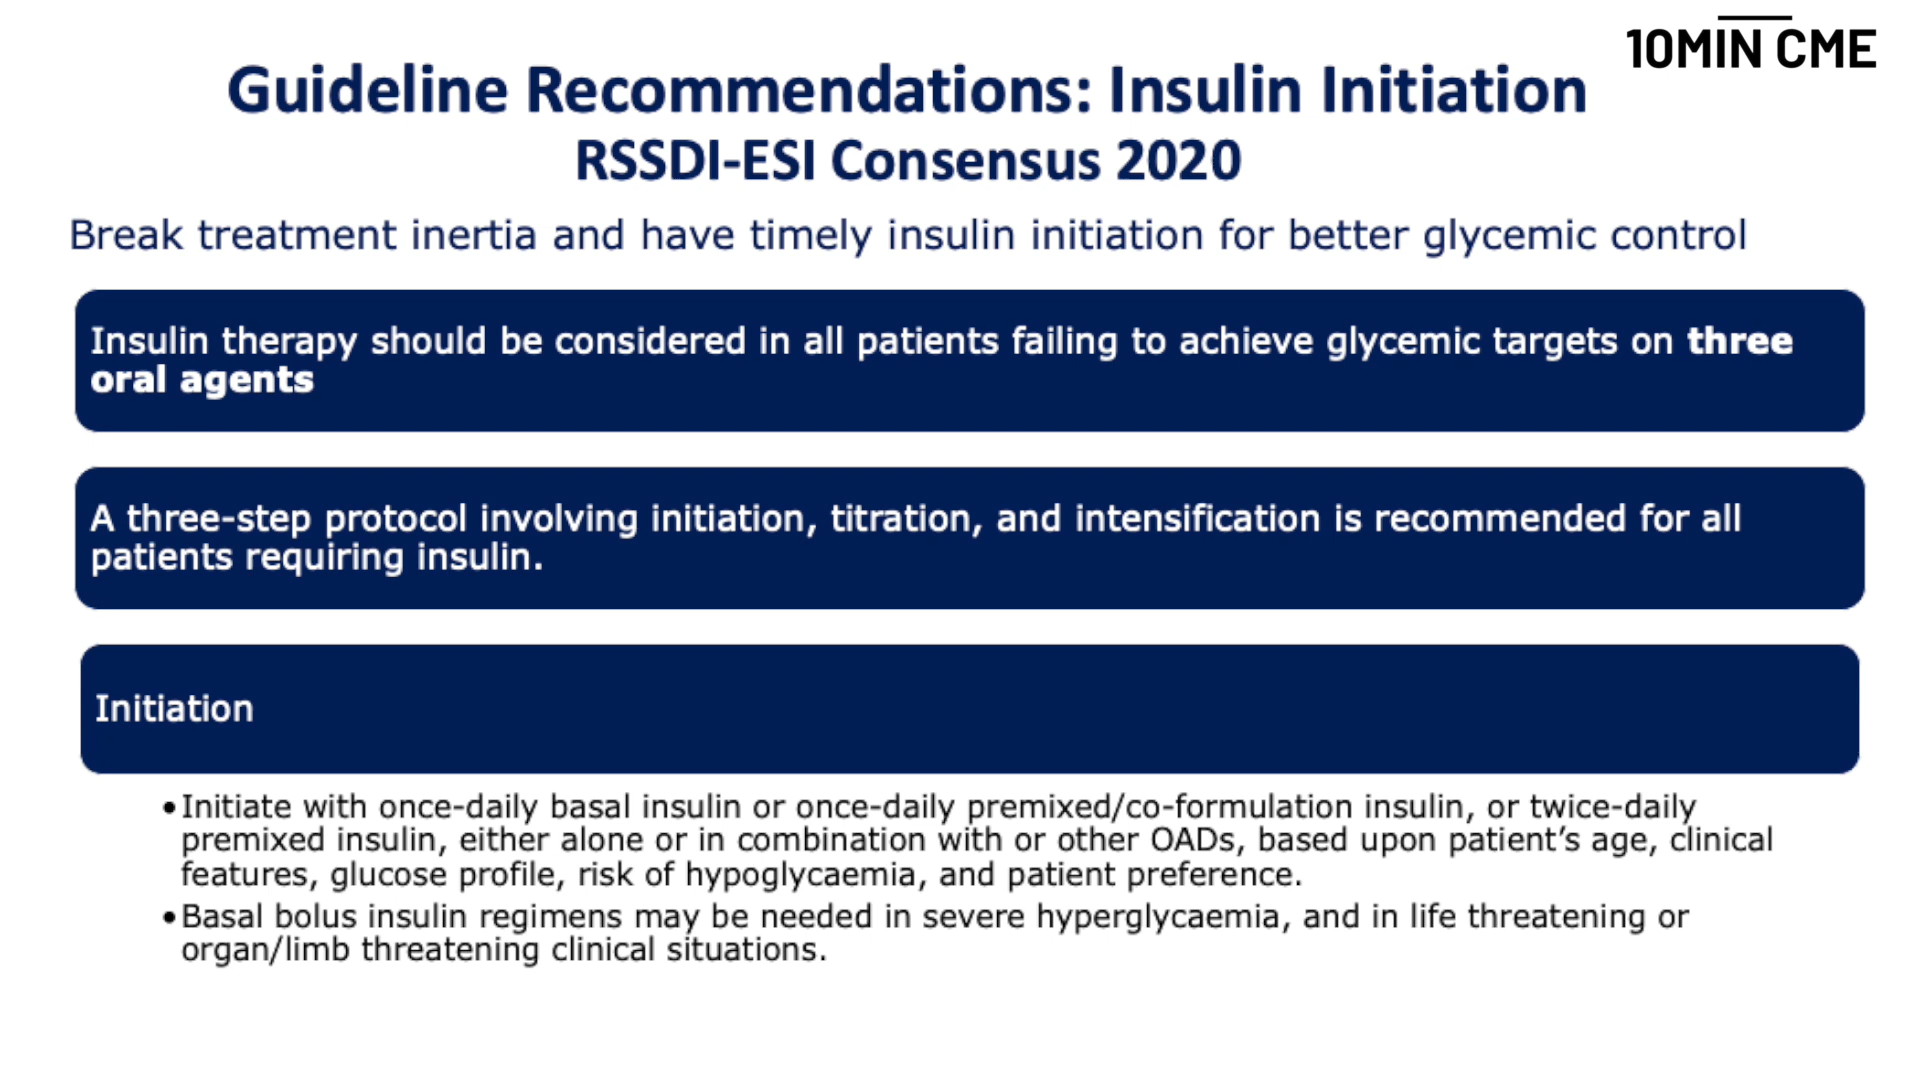 10MIN CME
Guideline Recommendations: Insulin Initiation
RSSDI-ESI Consensus 2020
Break treatment inertia and have timely insulin initiation for better glycemic control
Insulin therapy should be considered in all patients failing to achieve glycemic targets on three
oral agents
A three-step protocol involving initiation, titration, and intensification is recommended for all
patients requiring insulin.
Initiation
•Initiate with once-daily basal insulin or once-daily premixed/co-formulation insulin, or twice-daily
premixed insulin, either alone or in combination with or other OADs, based upon patient’s age, clinical
features, glucose profile, risk of hypoglycaemia, and patient preference.
•Basal bolus insulin regimens may be needed in severe hyperglycaemia, and in life threatening or
organ/limb threatening clinical situations.